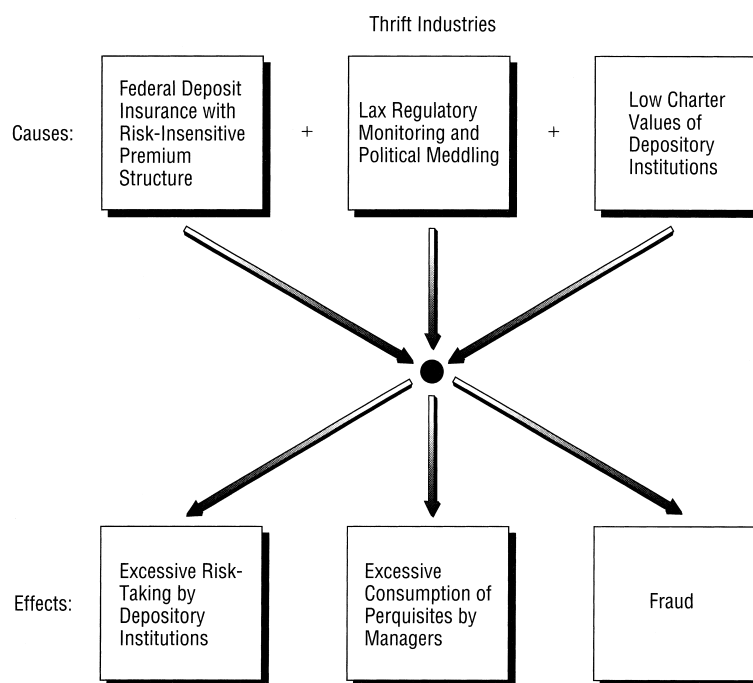 Thrift Industries
Causes:
Federal Deposit
Insurance with
Risk-Insensitive
Premium
Structure
+
Lax Regulatory
Monitoring and
Political Meddling
+
Low Charter
Values of
Depository
Institutions
Effects:
Excessive Risk-
Taking by
Depository
Institutions
Excessive
Consumption of
Perquisites by
Managers
Fraud